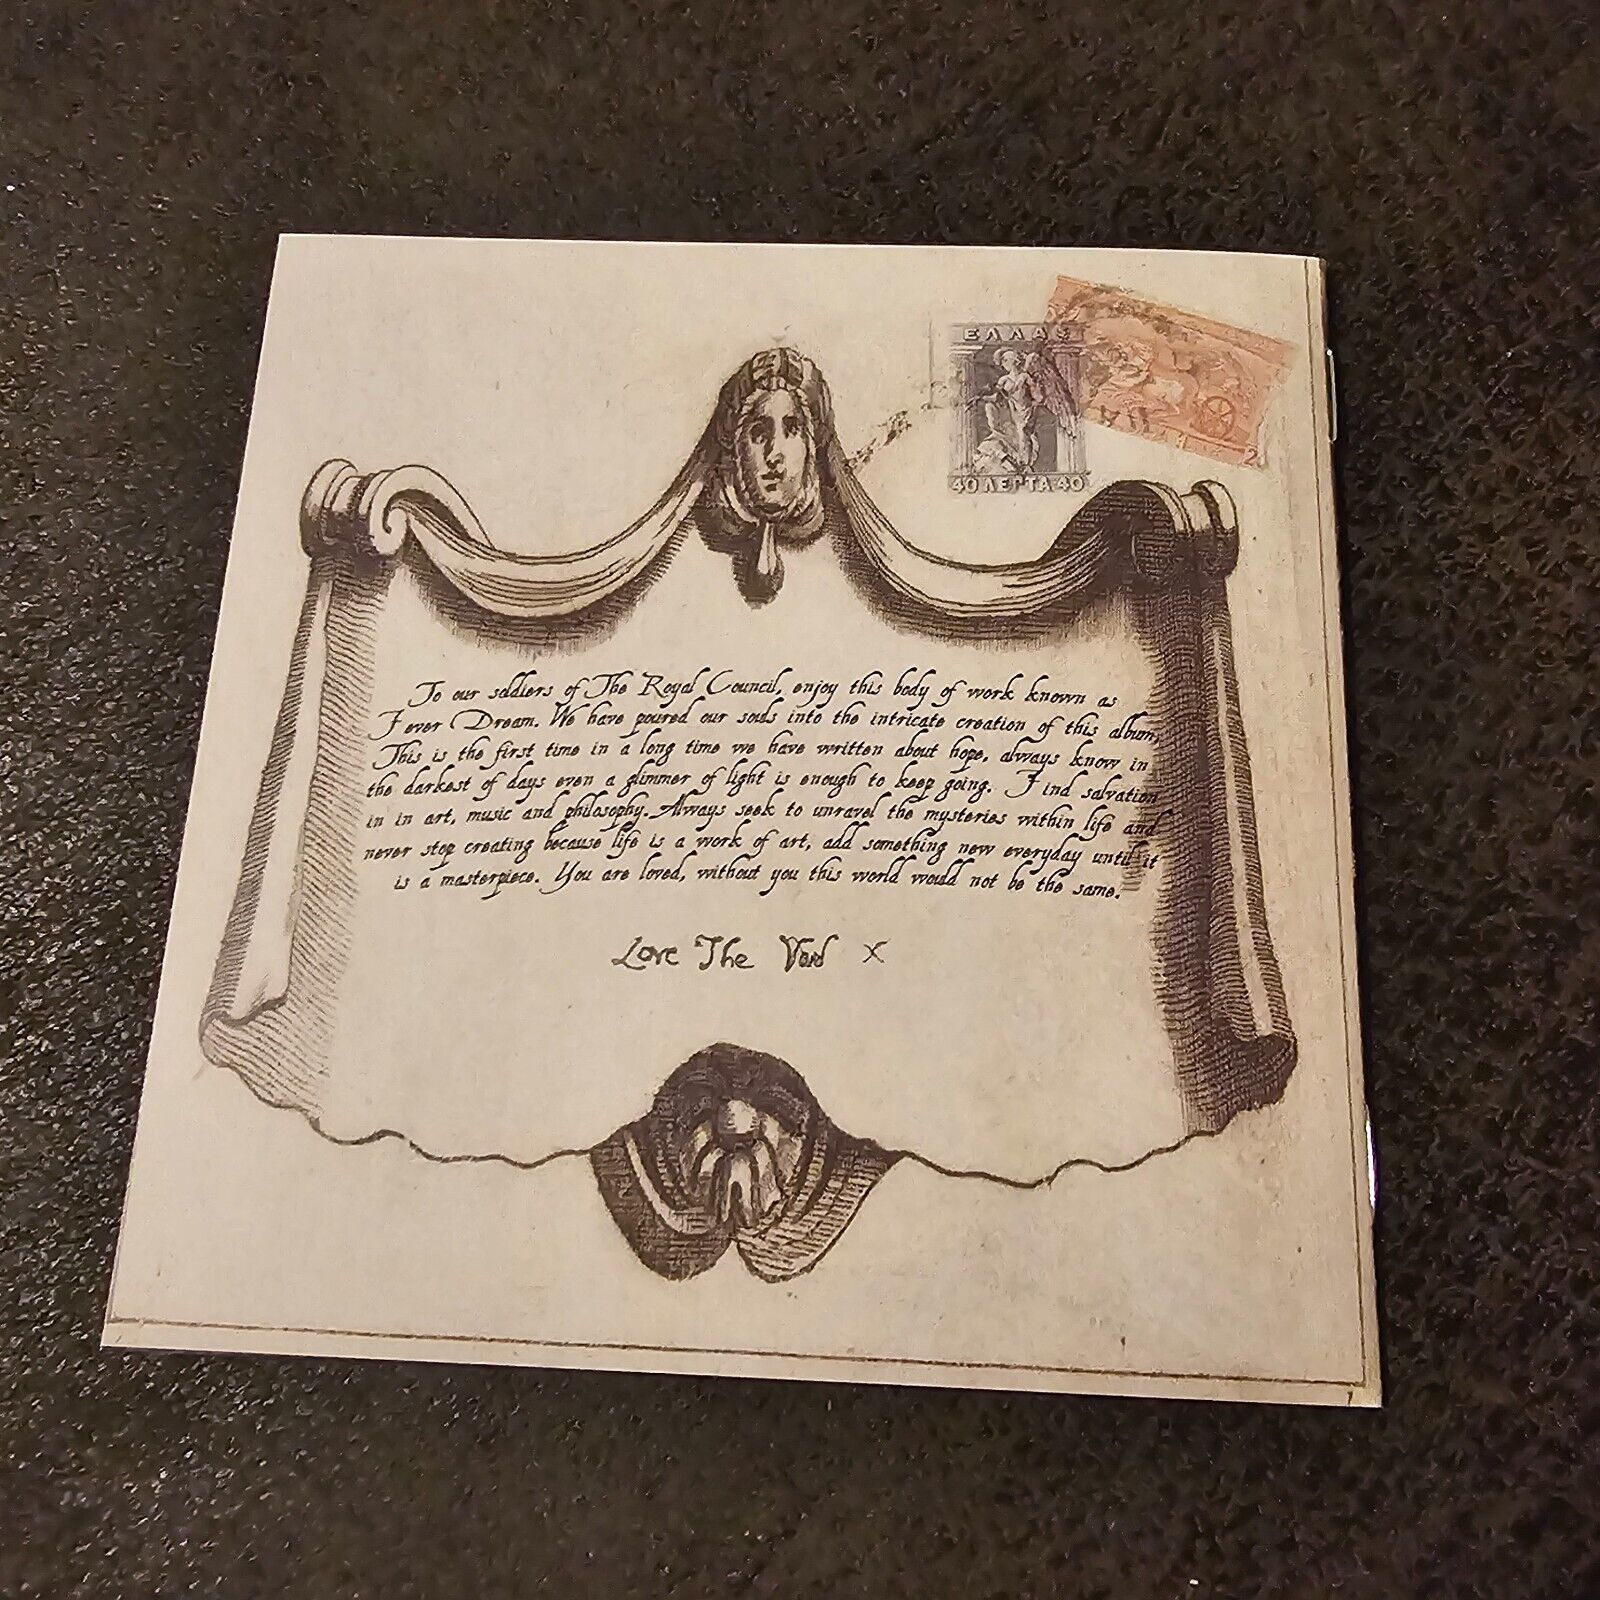 ΕΛΛΑΣ
40 ΛΕΠΤΑ 40
2
To our soldiers of The Royal Council, enjoy this body of work known as
I ever Dream. We have poured our souls into the intricate creation of this album,
This is the first time in a long time we have written about hope, always know in
the darkest of days even a glimmer of light is enough to keep going. I ind salvation
in in art, music and philosophy. Always seek to unravel the mysteries within life and
never stop creating because life is a work of art, add something new everyday until it
is a masterpiece. You are loved, without you this world would not be the same.
Love The Void X